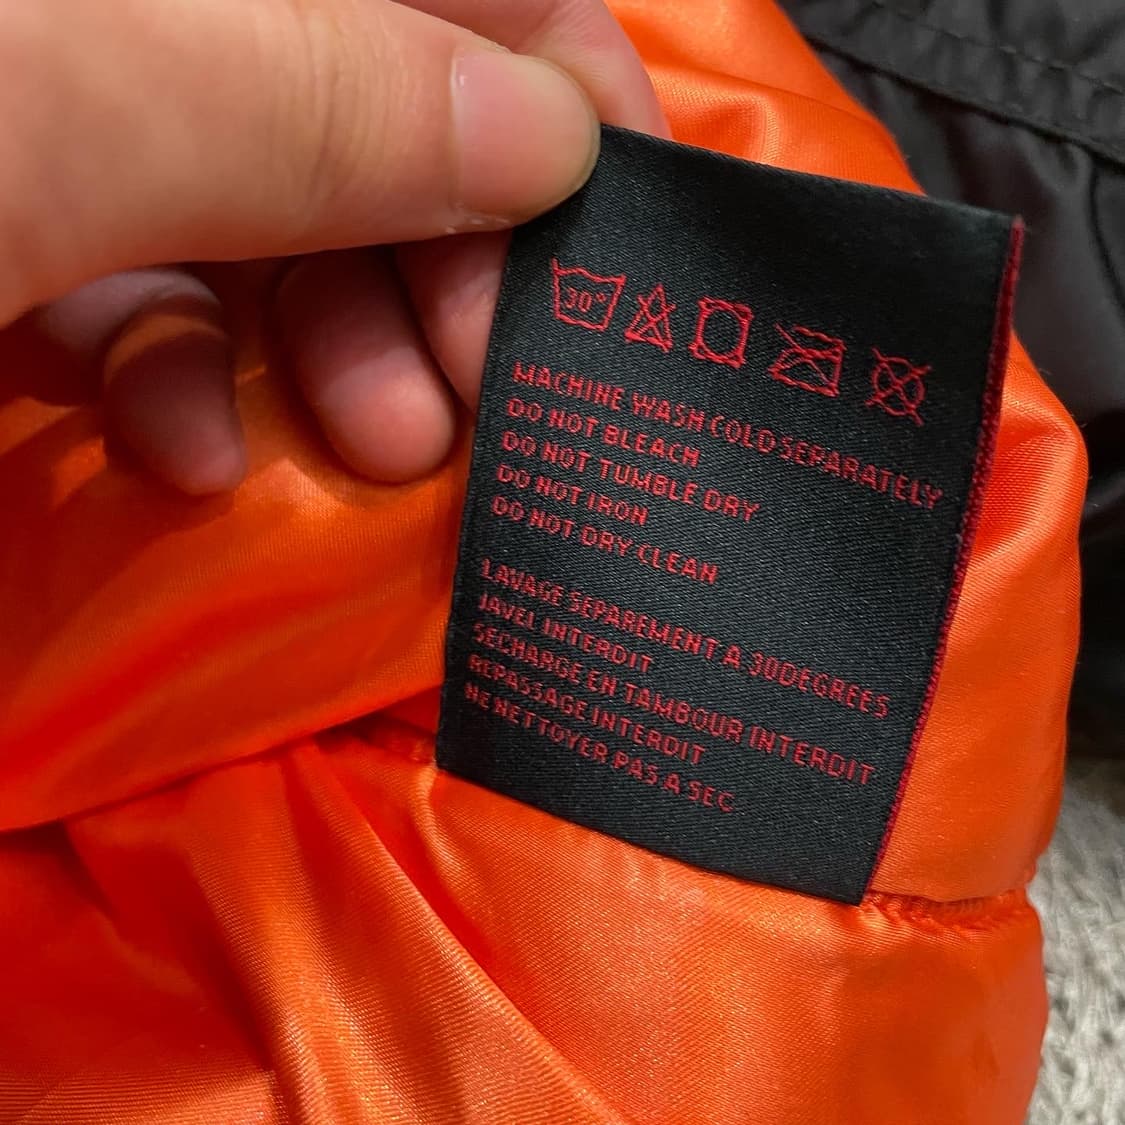 30°
MACHINE WASH COLD SEPARATELY
DO NOT BLEACH
DO NOT TUMBLE DRY
DO NOT IRON
DO NOT DRY CLEAN
LAVAGE SEPAREMENT A 30DEGREES
JAVEL INTERDIT
SECHARGE EN TAMBOUR INTERDIT
REPASSAGE INTERDIT
NE NETTOYER PAS A SEC